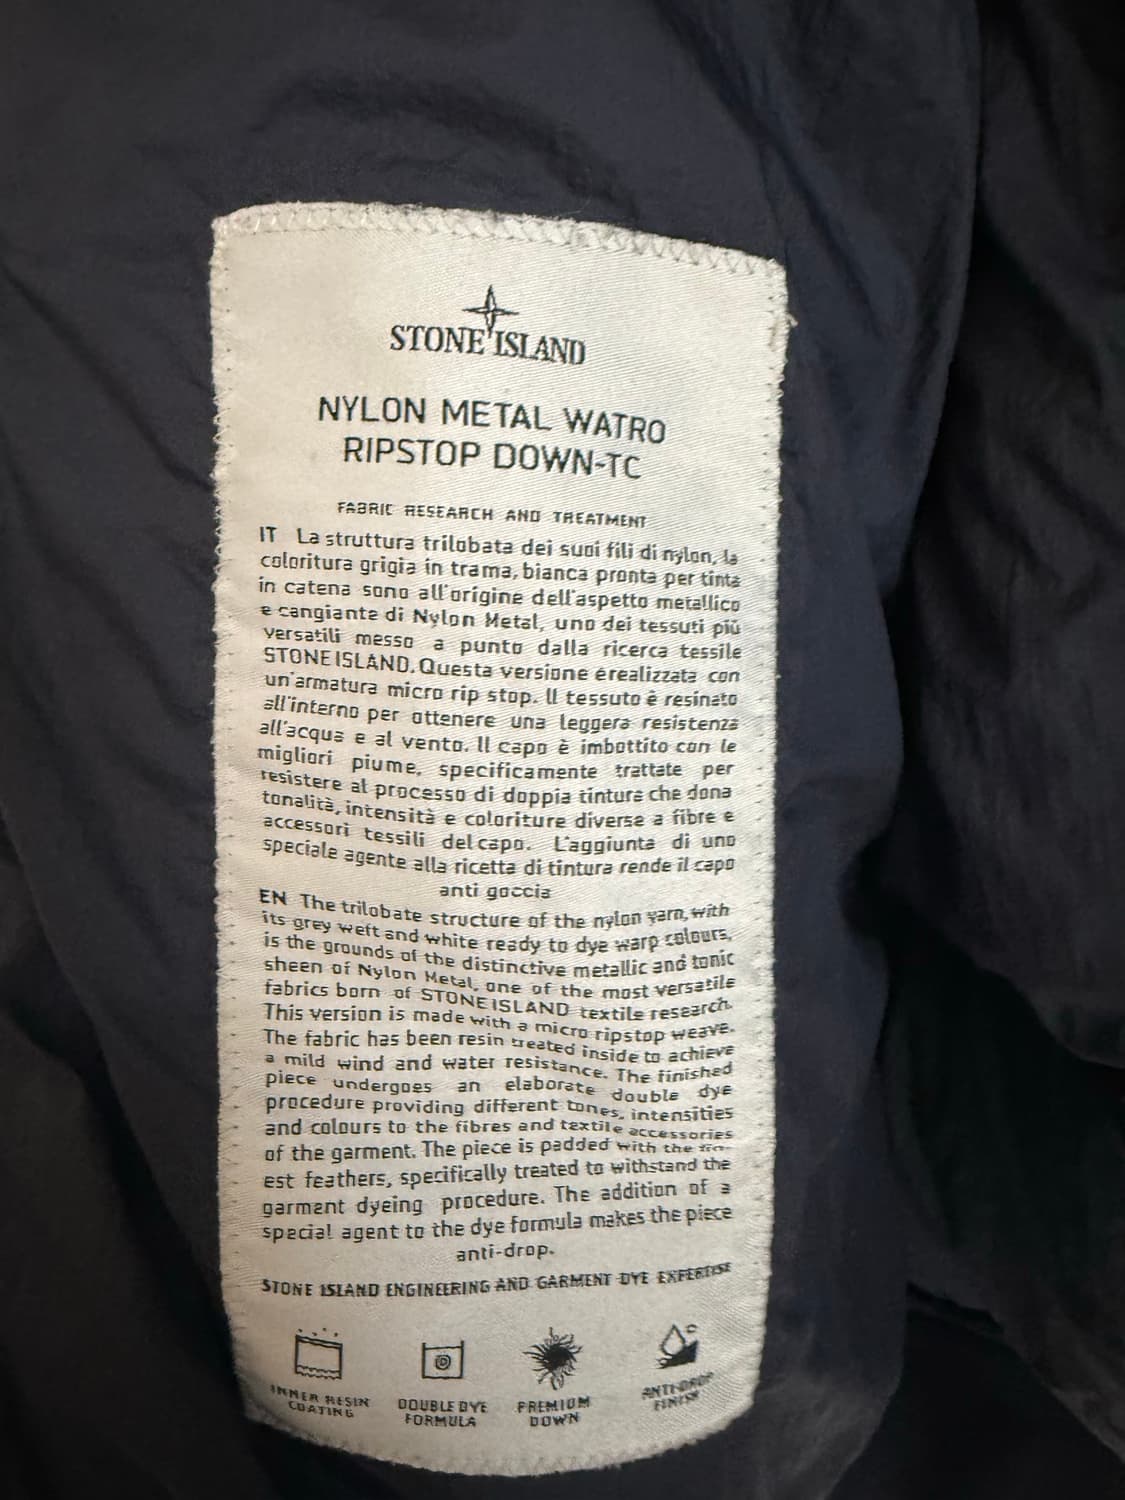 STONE ISLAND
NYLON METAL WATRO
RIPSTOP DOWN-TC
FABRIC RESEARCH AND TREATMENT
IT La struttura trilobata dei suoi fili di nylon, la
coloritura grigia in trama, bianca pronta per tinta
in catena sono all'origine dell'aspetto metallico
e cangiante di Nylon Metal, uno dei tessuti più
versatili messo a punto dalla ricerca tessile
STONE ISLAND. Questa versione è realizzata con
un'armatura micro rip stop. Il tessuto è resinato
all'interno per ottenere una leggera resistenza
all'acqua e al vento. Il capo è imbottito con le
migliori piume, specificamente trattate per
resistere al processo di doppia tintura che dona
tonalità, intensità e coloriture diverse a fibre e
accessori tessili del capo. L'aggiunta di uno
speciale agente alla ricetta di tintura rende il capo
anti goccia
EN The trilobate structure of the nylon yarn, with
its grey weft and white ready to dye warp colours,
is the grounds of the distinctive metallic and tonic
sheen of Nylon Metal, one of the most versatile
fabrics born of STONE ISLAND textile research.
This version is made with a micro ripstop weave.
The fabric has been resin treated inside to achieve
a mild wind and water resistance. The finished
piece undergoes an elaborate double dye
procedure providing different tones, intensities
and colours to the fibres and textile accessories
of the garment. The piece is padded with the fin-
est feathers, specifically treated to withstand the
garment dyeing procedure. The addition of a
special agent to the dye formula makes the piece
anti-drop.
STONE ISLAND ENGINEERING AND GARMENT DYE EXPERTISE
INNER RESIN
COATING
DOUBLE DYE
FORMULA
PREMIUM
DOWN
ANTI-DROP
FINISH